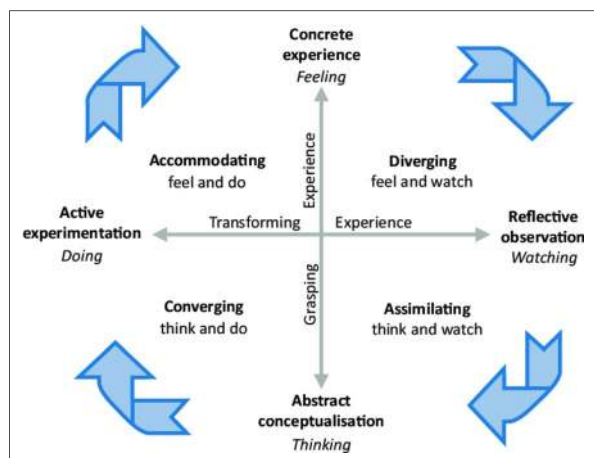 Concrete
experience
Feeling
Accommodating
feel and do
Diverging
feel and watch
Experience
Active
experimentation
Doing
Transforming
Experience
Reflective
observation
Watching
Grasping
Converging
think and do
Assimilating
think and watch
Abstract
conceptualisation
Thinking